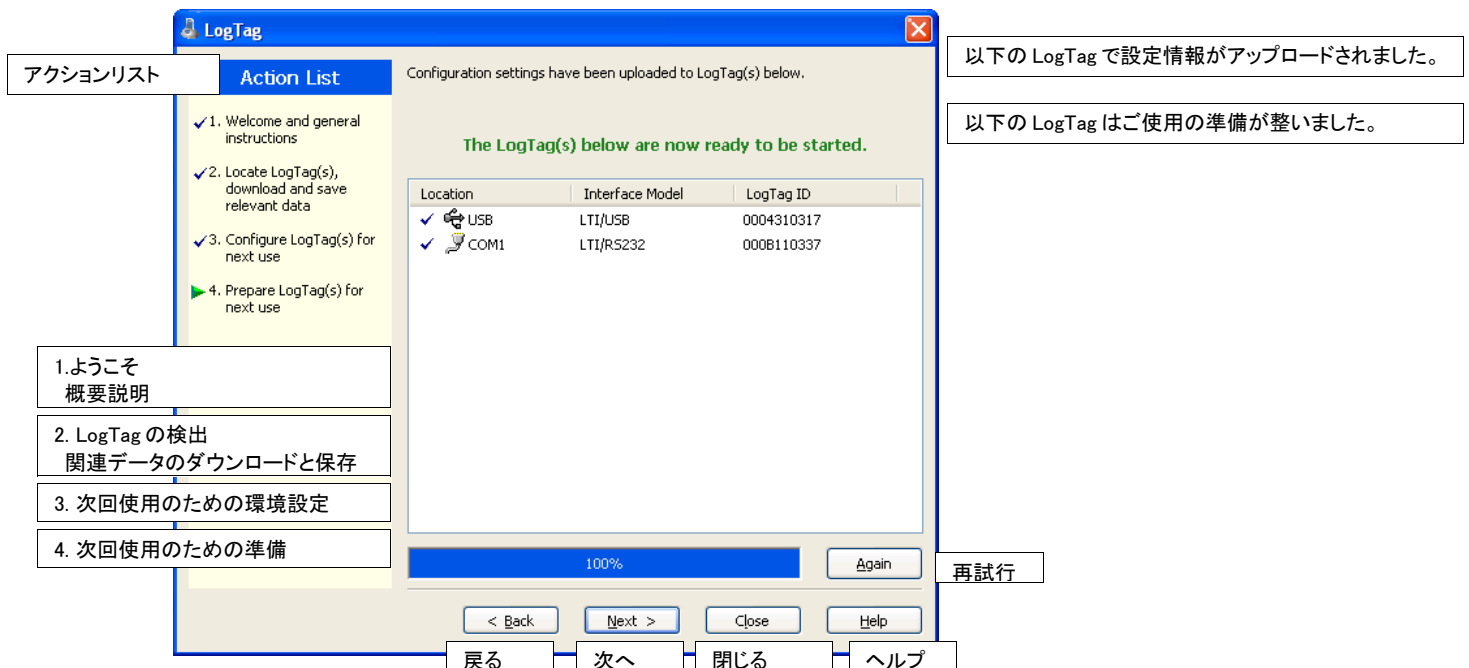 LogTag
アクションリスト
Action List
Configuration settings have been uploaded to LogTag(s) below.
以下の LogTag で設定情報がアップロードされました。
1. Welcome and general
instructions
The LogTag(s) below are now ready to be started.
以下の LogTag はご使用の準備が整いました。
2. Locate LogTag(s),
download and save
relevant data
3. Configure LogTag(s) for
next use
4. Prepare LogTag(s) for
next use
Location Interface Model LogTag ID
USB LTI/USB 0004310317
COM1 LTI/RS232 000B110337
1.ようこそ
概要説明
2. LogTag の検出
関連データのダウンロードと保存
3. 次回使用のための環境設定
4. 次回使用のための準備
100%
Again
再試行
< Back Next > Close Help
戻る 次へ 閉じる ヘルプ